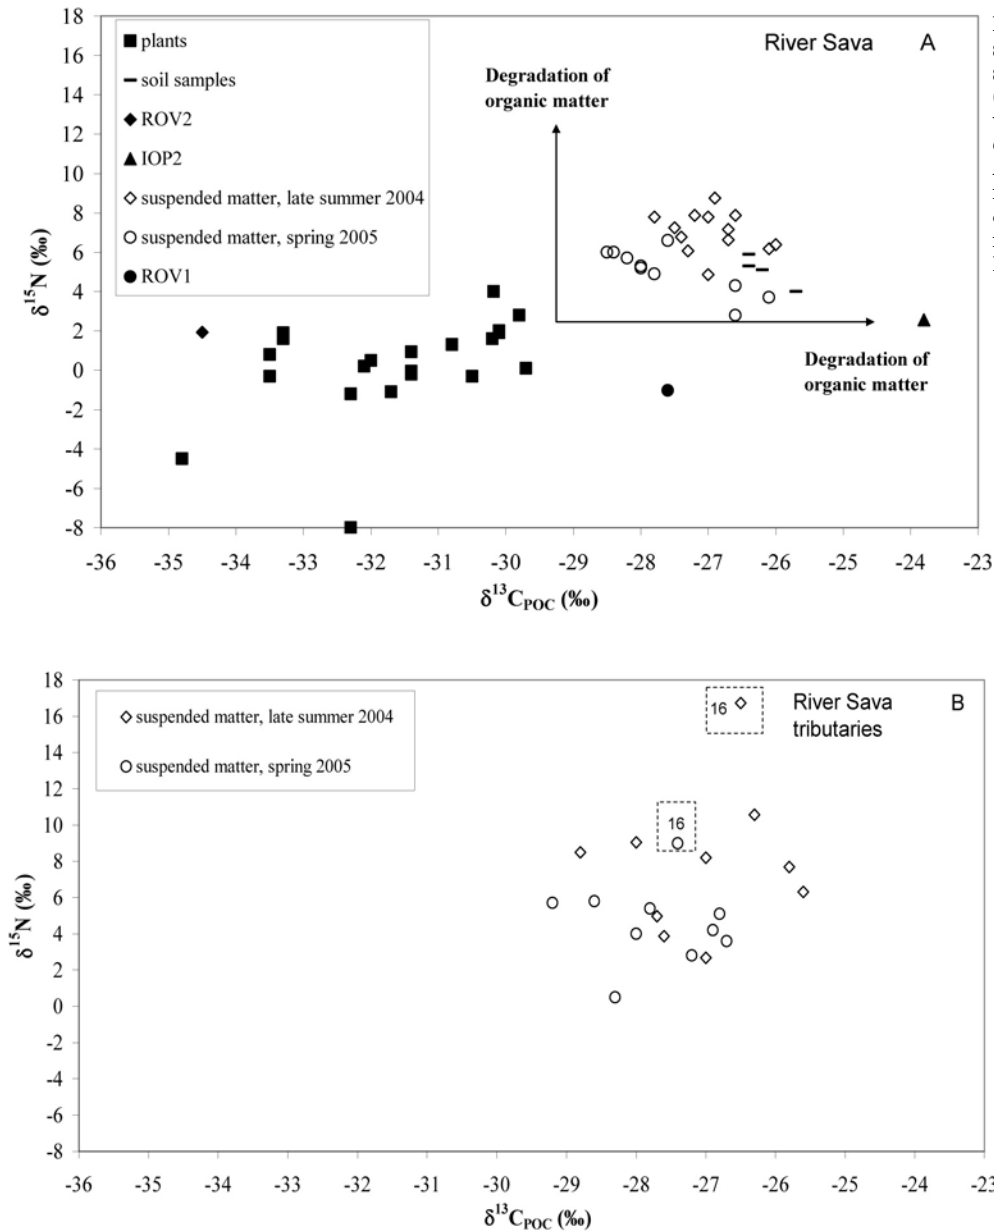 18
16
14
12
10
8
6
4
2
0
-2
-4
-6
-8
δ15N (‰)
plants
soil samples
ROV2
IOP2
suspended matter, late summer 2004
suspended matter, spring 2005
ROV1
River Sava A
Degradation of
organic matter
Degradation of
organic matter
-36 -35 -34 -33 -32 -31 -30 -29 -28 -27 -26 -25 -24 -23
δ13CPOC (‰)
18
16
14
12
10
8
6
4
2
0
-2
-4
-6
-8
δ15N (‰)
suspended matter, late summer 2004
suspended matter, spring 2005
16
River Sava B
tributaries
16
-36 -35 -34 -33 -32 -31 -30 -29 -28 -27 -26 -25 -24 -23
δ13CPOC (‰)